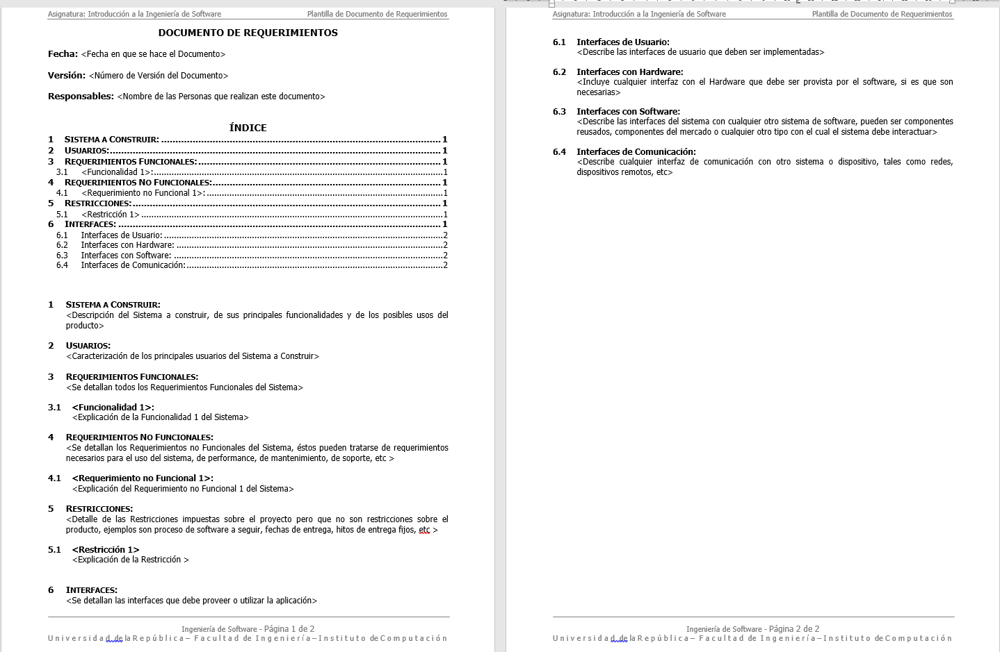 Asignatura: Introducción a la Ingeniería de Software Plantilla de Documento de Requerimientos
DOCUMENTO DE REQUERIMIENTOS
Fecha: <Fecha en que se hace el Documento>
Versión: <Número de Versión del Documento>
Responsables: <Nombre de las Personas que realizan este documento>
ÍNDICE
1 SISTEMA A CONSTRUIR: 1
2 USUARIOS: 1
3 REQUERIMIENTOS FUNCIONALES: 1
3.1 <Funcionalidad 1>: 1
4 REQUERIMIENTOS NO FUNCIONALES: 1
4.1 <Requerimiento no Funcional 1>: 1
5 RESTRICCIONES: 1
5.1 <Restricción 1> 1
6 INTERFACES: 1
6.1 Interfaces de Usuario: 2
6.2 Interfaces con Hardware: 2
6.3 Interfaces con Software: 2
6.4 Interfaces de Comunicación: 2
1 SISTEMA A CONSTRUIR:
<Descripción del Sistema a construir, de sus principales funcionalidades y de los posibles usos del
producto>
2 USUARIOS:
<Caracterización de los principales usuarios del Sistema a Construir>
3 REQUERIMIENTOS FUNCIONALES:
<Se detallan todos los Requerimientos Funcionales del Sistema>
3.1 <Funcionalidad 1>:
<Explicación de la Funcionalidad 1 del Sistema>
4 REQUERIMIENTOS NO FUNCIONALES:
<Se detallan los Requerimientos no Funcionales del Sistema, éstos pueden tratarse de requerimientos
necesarios para el uso del sistema, de performance, de mantenimiento, de soporte, etc >
4.1 <Requerimiento no Funcional 1>:
<Explicación del Requerimiento no Funcional 1 del Sistema>
5 RESTRICCIONES:
<Detalle de las Restricciones impuestas sobre el proyecto pero que no son restricciones sobre el
producto, ejemplos son proceso de software a seguir, fechas de entrega, hitos de entrega fijos, etc >
5.1 <Restricción 1>
<Explicación de la Restricción >
6 INTERFACES:
<Se detallan las interfaces que debe proveer o utilizar la aplicación>
Ingeniería de Software - Página 1 de 2
Universidad de la República – Facultad de Ingeniería – Instituto de Computación
Asignatura: Introducción a la Ingeniería de Software Plantilla de Documento de Requerimientos
6.1 Interfaces de Usuario:
<Describe las interfaces de usuario que deben ser implementadas>
6.2 Interfaces con Hardware:
<Incluye cualquier interfaz con el Hardware que debe ser provista por el software, si es que son
necesarias>
6.3 Interfaces con Software:
<Describe las interfaces del sistema con cualquier otro sistema de software, pueden ser componentes
reusados, componentes del mercado o cualquier otro tipo con el cual el sistema debe interactuar>
6.4 Interfaces de Comunicación:
<Describe cualquier interfaz de comunicación con otro sistema o dispositivo, tales como redes,
dispositivos remotos, etc>
Ingeniería de Software - Página 2 de 2
Universidad de la República – Facultad de Ingeniería – Instituto de Computación